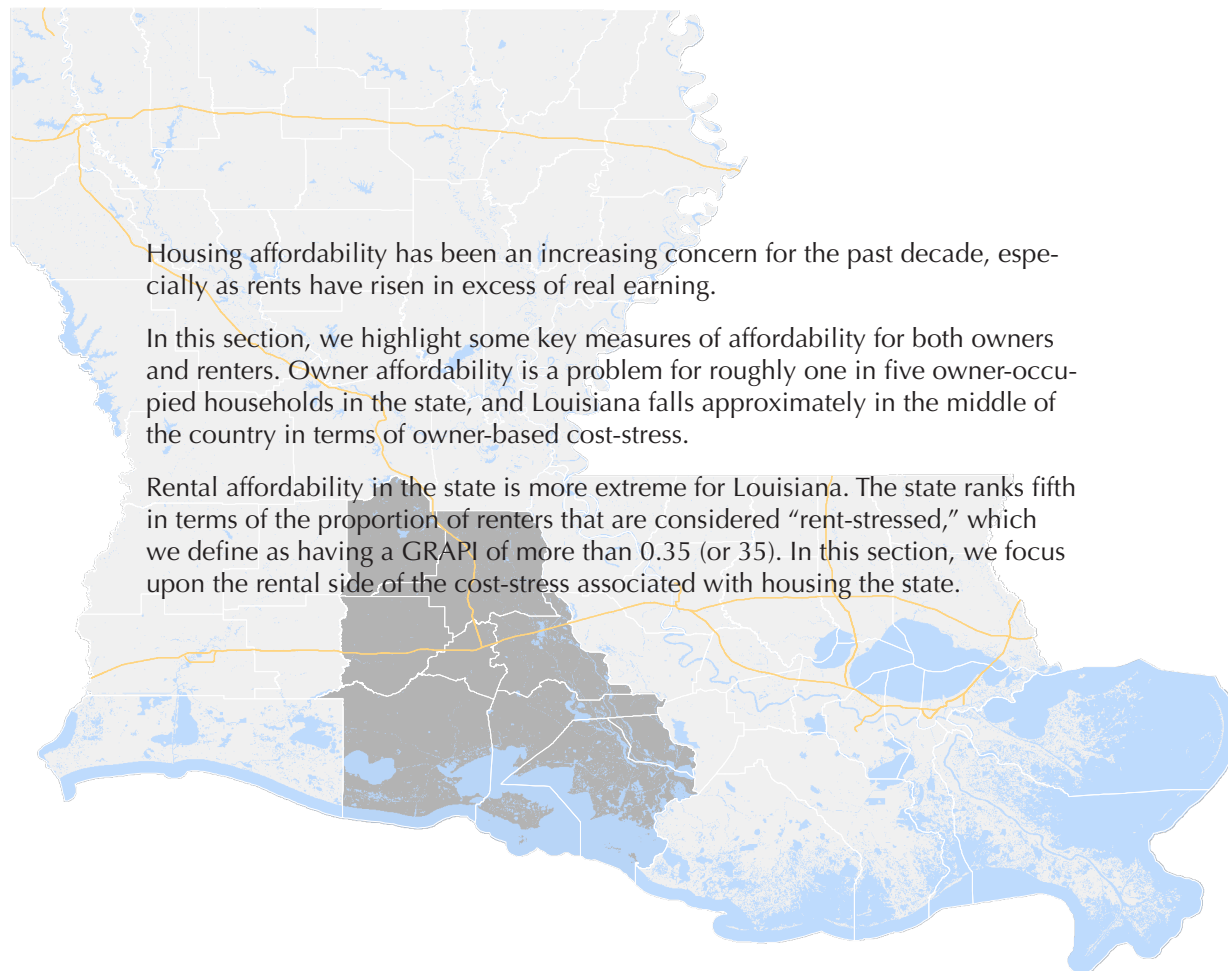 Housing affordability has been an increasing concern for the past decade, espe-
cially as rents have risen in excess of real earning.
In this section, we highlight some key measures of affordability for both owners
and renters. Owner affordability is a problem for roughly one in five owner-occu-
pied households in the state, and Louisiana falls approximately in the middle of
the country in terms of owner-based cost-stress.
Rental affordability in the state is more extreme for Louisiana. The state ranks fifth
in terms of the proportion of renters that are considered “rent-stressed,” which
we define as having a GRAPI of more than 0.35 (or 35). In this section, we focus
upon the rental side of the cost-stress associated with housing the state.